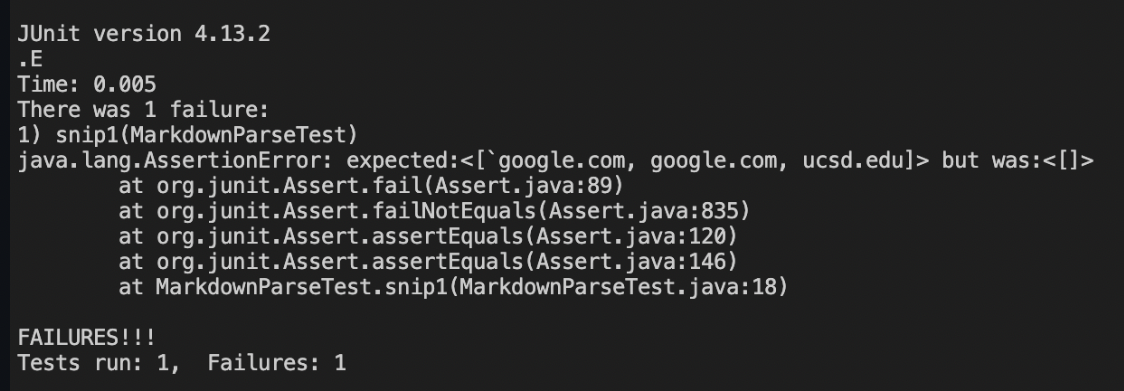 JUnit version 4.13.2
.E
Time: 0.005
There was 1 failure:
1) snip1(MarkdownParseTest)
java.lang.AssertionError: expected:<[`google.com, google.com, ucsd.edu]> but was:<[]>
        at org.junit.Assert.fail(Assert.java:89)
        at org.junit.Assert.failNotEquals(Assert.java:835)
        at org.junit.Assert.assertEquals(Assert.java:120)
        at org.junit.Assert.assertEquals(Assert.java:146)
        at MarkdownParseTest.snip1(MarkdownParseTest.java:18)
FAILURES!!!
Tests run: 1,  Failures: 1